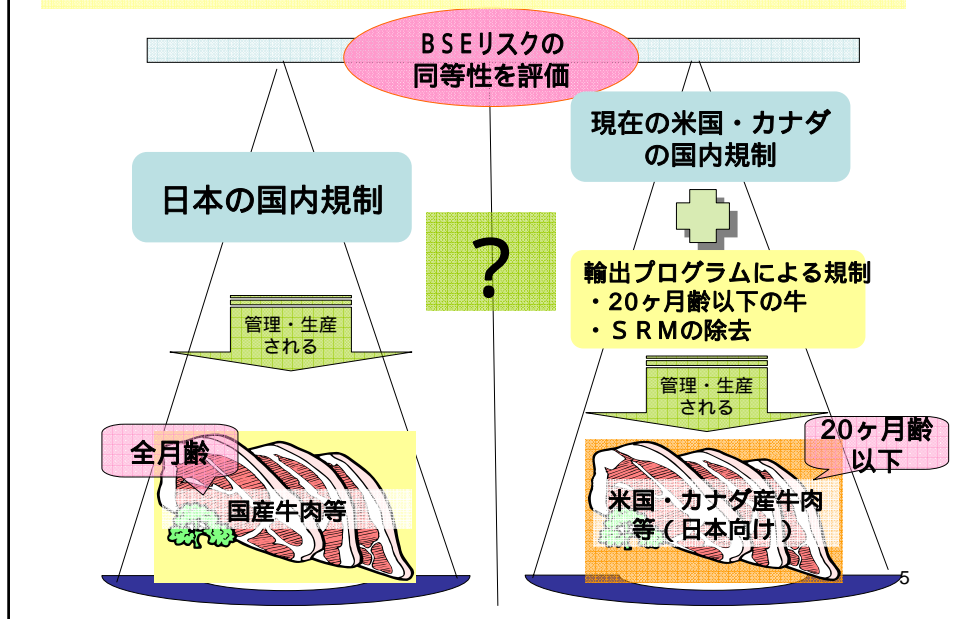 ＢＳＥリスクの
同等性を評価
日本の国内規制
管理・生産
される
全月齢
国産牛肉等
？
現在の米国・カナダ
の国内規制
輸出プログラムによる規制
・20ヶ月齢以下の牛
・ＳＲＭの除去
管理・生産
される
20ヶ月齢
以下
米国・カナダ産牛肉
等（日本向け）
5